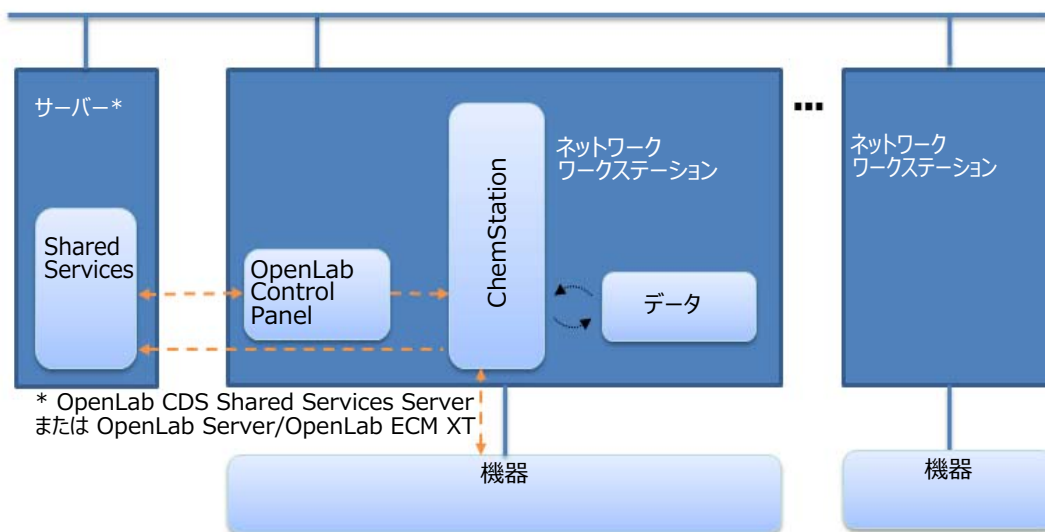 サーバー*
Shared
Services
OpenLab
Control
Panel
ChemStation
ネットワーク
ワークステーション
データ
...
ネットワーク
ワークステーション
* OpenLab CDS Shared Services Server
または OpenLab Server/OpenLab ECM XT
機器
機器